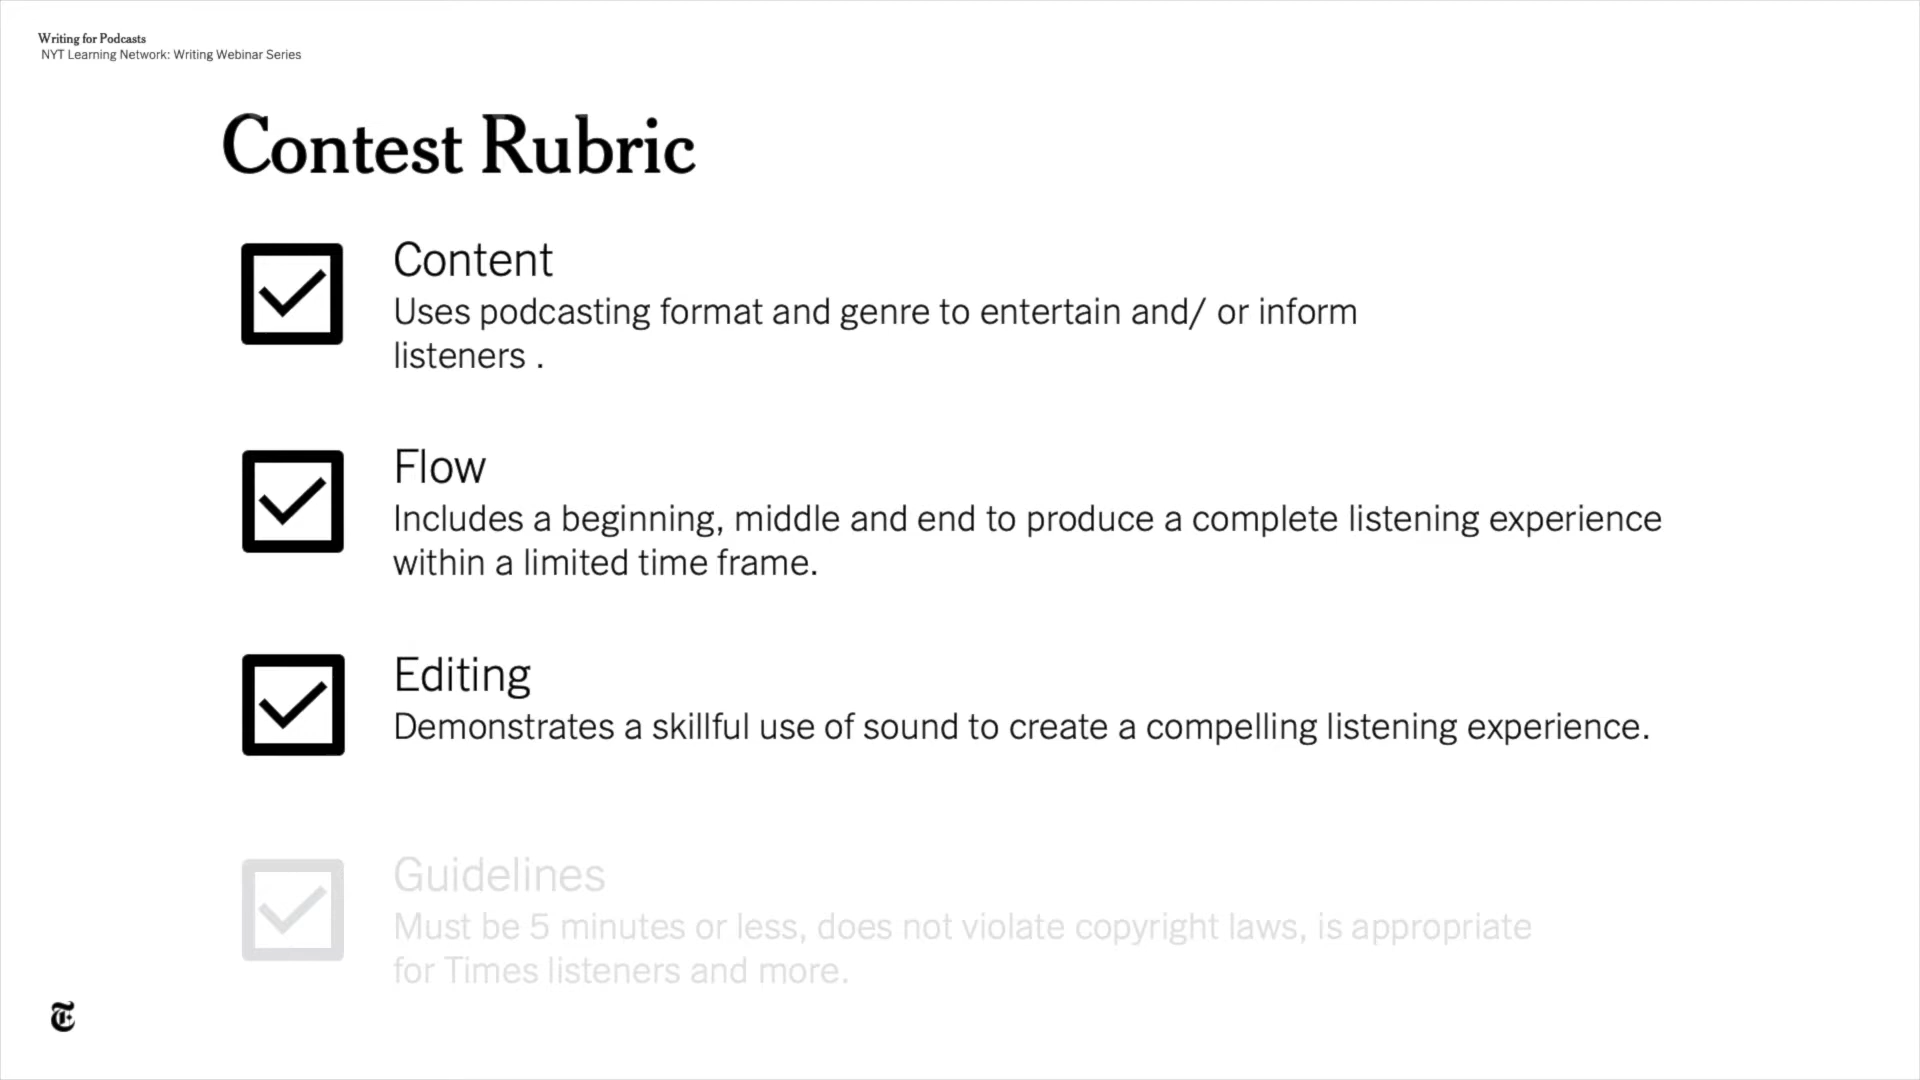 Writing for Podcasts
NYT Learning Network: Writing Webinar Series
Contest Rubric
Content
Uses podcasting format and genre to entertain and/ or inform
listeners .
Flow
Includes a beginning, middle and end to produce a complete listening experience
within a limited time frame.
Editing
Demonstrates a skillful use of sound to create a compelling listening experience.
Guidelines
Must be 5 minutes or less, does not violate copyright laws, is appropriate
for Times listeners and more.
T